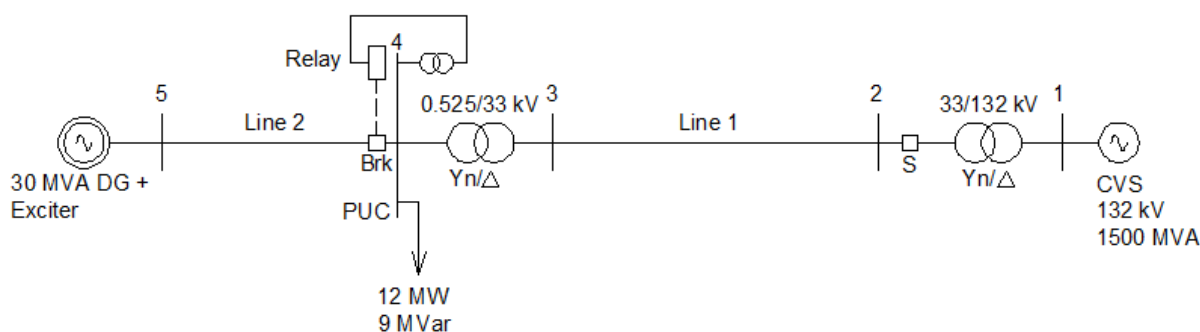 4
Relay
0.525/33 kV
3
2
33/132 kV
1
5
Line 2
Line 1
Brk
S
Yn/△
Yn/△
30 MVA DG +
Exciter
PUC
CVS
132 kV
1500 MVA
12 MW
9 MVar